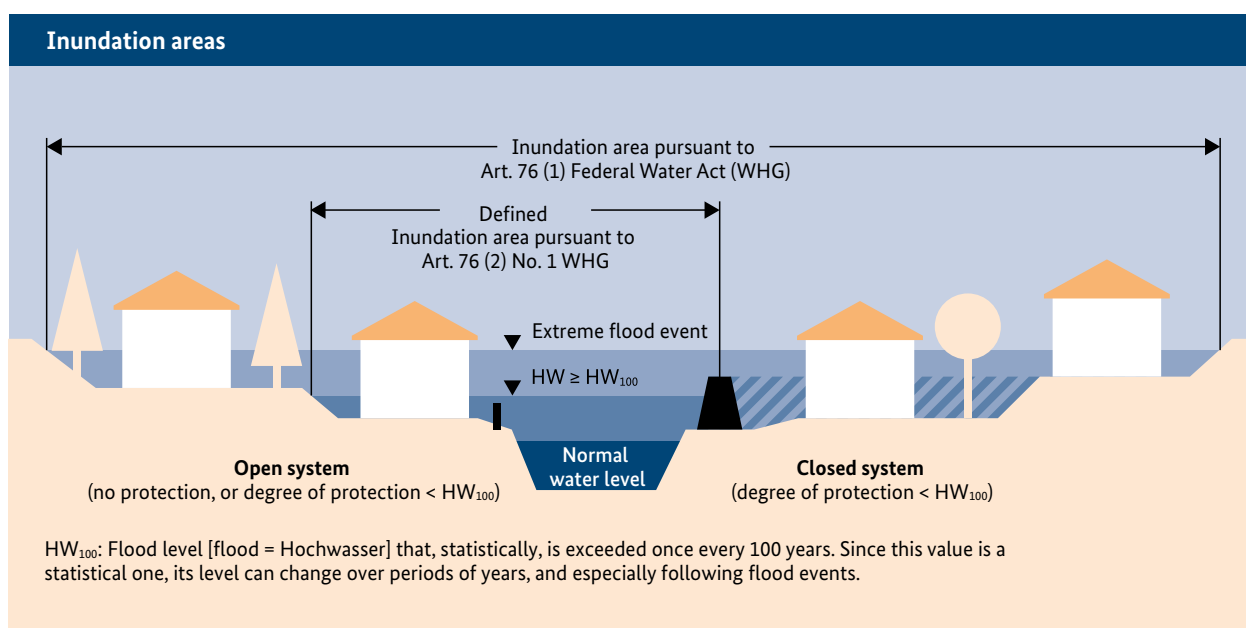 Inundation areas
Inundation area pursuant to
Art. 76 (1) Federal Water Act (WHG)
Defined
Inundation area pursuant to
Art. 76 (2) No. 1 WHG
Extreme flood event
HW ≥ HW₁₀₀
Normal
water level
Open system
(no protection, or degree of protection < HW₁₀₀)
Closed system
(degree of protection < HW₁₀₀)
HW₁₀₀: Flood level [flood = Hochwasser] that, statistically, is exceeded once every 100 years. Since this value is a
statistical one, its level can change over periods of years, and especially following flood events.